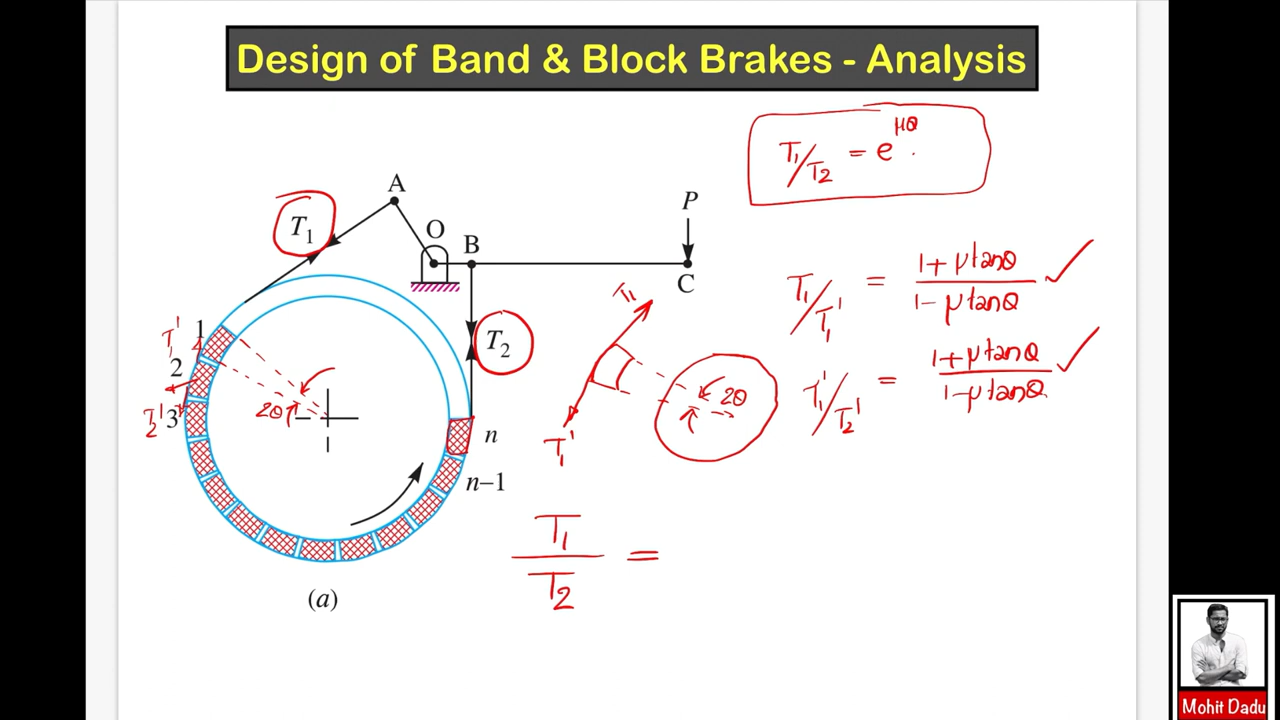 Design of Band & Block Brakes - Analysis
T1/T2 = e^μθ.
A
T1
O
B
P
C
T2
T1/T1' = 1+μtanθ / 1-μtanθ
T1'/T2' = 1+μtanθ / 1-μtanθ
T1
2θ
T1'
1
T1'
2
T2'
3
2θ
n
n–1
T1/T2 =
(a)
Mohit Dadu